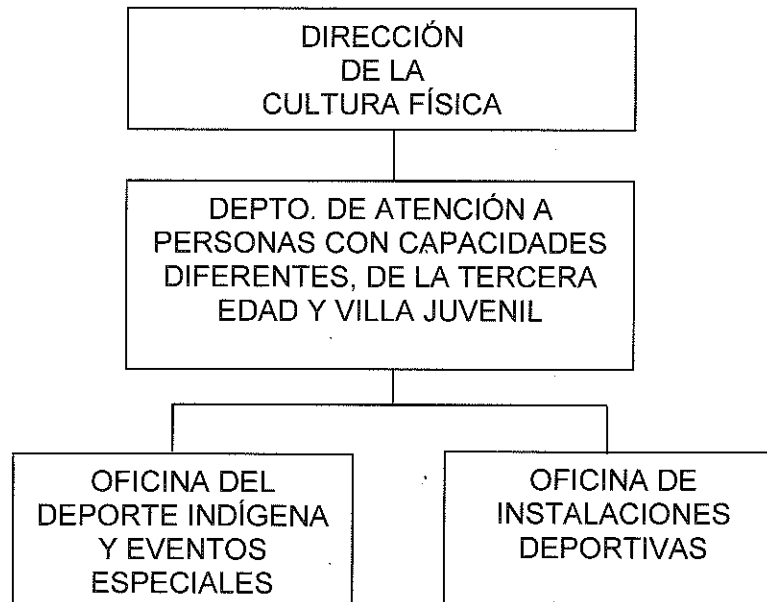 DIRECCIÓN
DE LA
CULTURA FÍSICA
DEPTO. DE ATENCIÓN A
PERSONAS CON CAPACIDADES
DIFERENTES, DE LA TERCERA
EDAD Y VILLA JUVENIL
OFICINA DEL
DEPORTE INDÍGENA
Y EVENTOS
ESPECIALES
OFICINA DE
INSTALACIONES
DEPORTIVAS